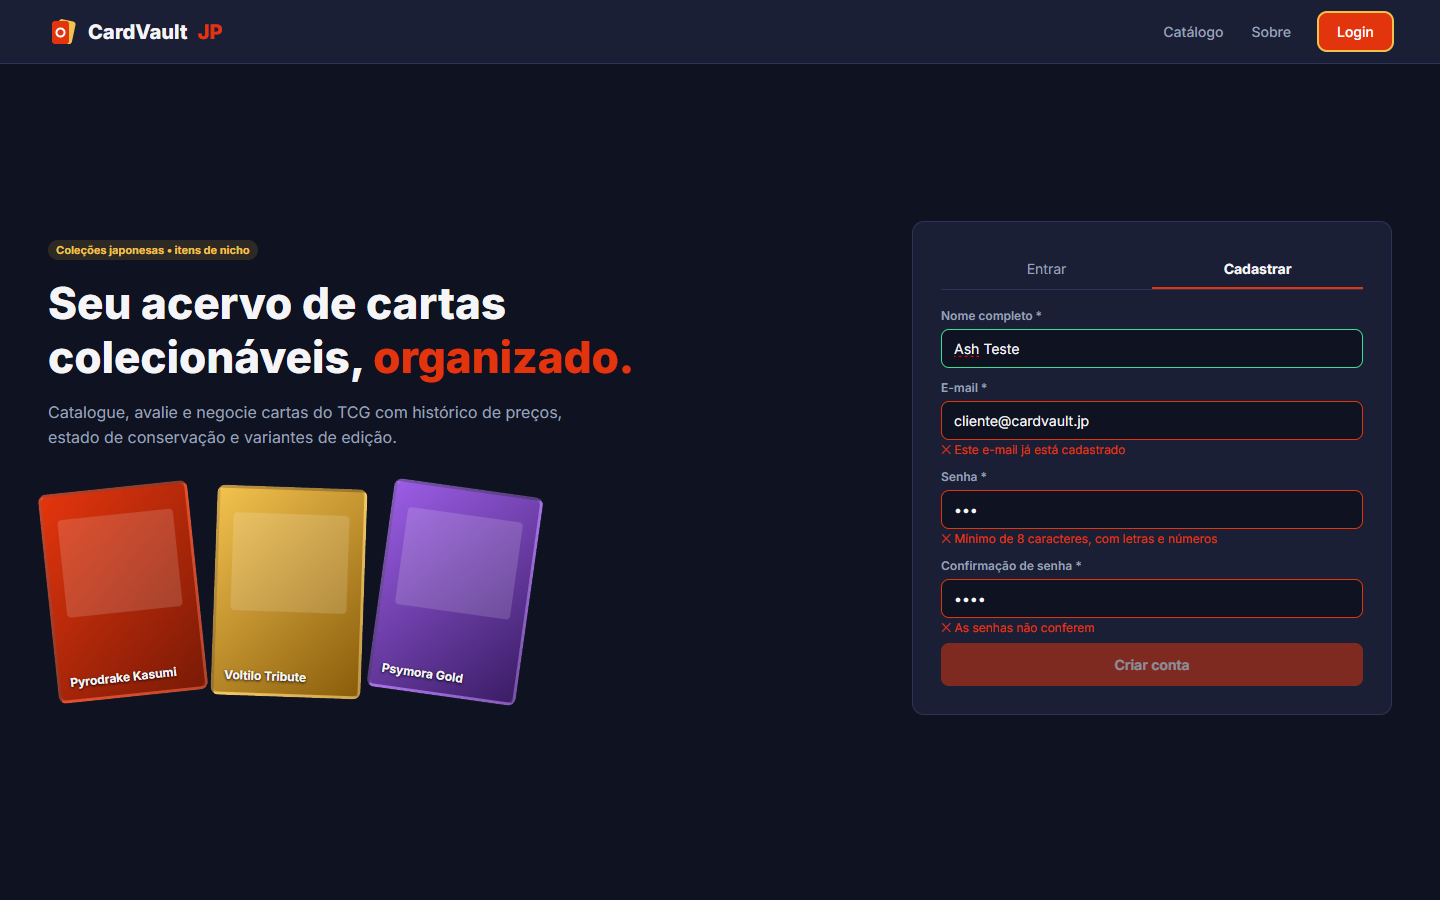 CardVault JP
Catálogo
Sobre
Login
Coleções japonesas • itens de nicho
Seu acervo de cartas
colecionáveis, organizado.
Catalogue, avalie e negocie cartas do TCG com histórico de preços,
estado de conservação e variantes de edição.
Pyrodrake Kasumi
Voltilo Tribute
Psymora Gold
Entrar
Cadastrar
Nome completo *
Ash Teste
E-mail *
cliente@cardvault.jp
✕ Este e-mail já está cadastrado
Senha *
•••
✕ Mínimo de 8 caracteres, com letras e números
Confirmação de senha *
••••
✕ As senhas não conferem
Criar conta